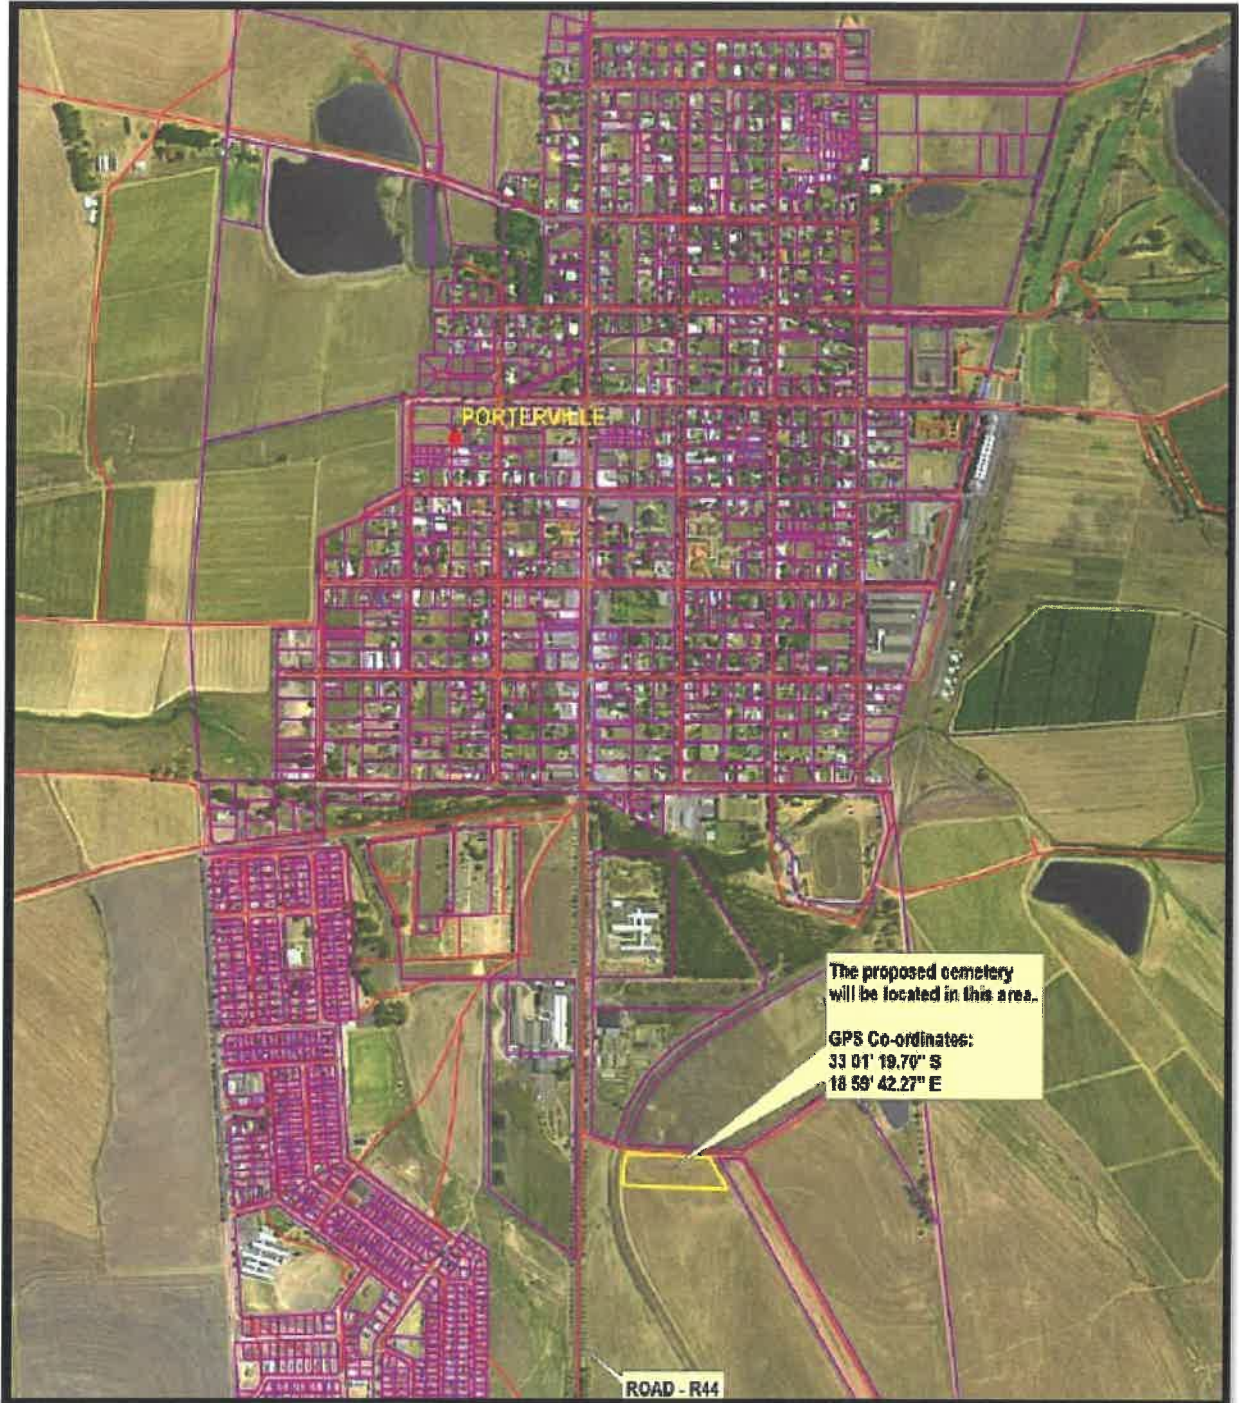 PORTERVILLE
The proposed cemetery
will be located in this area.
GPS Co-ordinates:
33 01' 19.70" S
18 59' 42.27" E
ROAD - R44